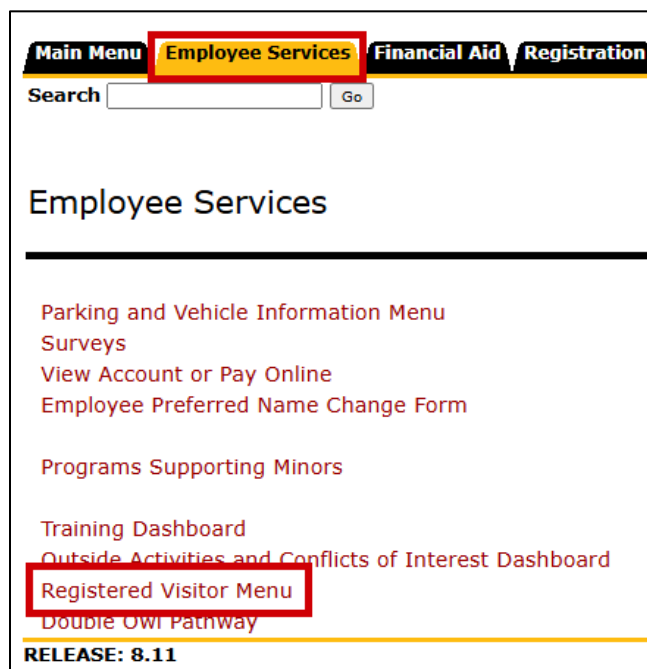 Main Menu Employee Services Financial Aid Registration
Search Go
Employee Services
Parking and Vehicle Information Menu
Surveys
View Account or Pay Online
Employee Preferred Name Change Form
Programs Supporting Minors
Training Dashboard
Outside Activities and Conflicts of Interest Dashboard
Registered Visitor Menu
Double Owl Pathway
RELEASE: 8.11